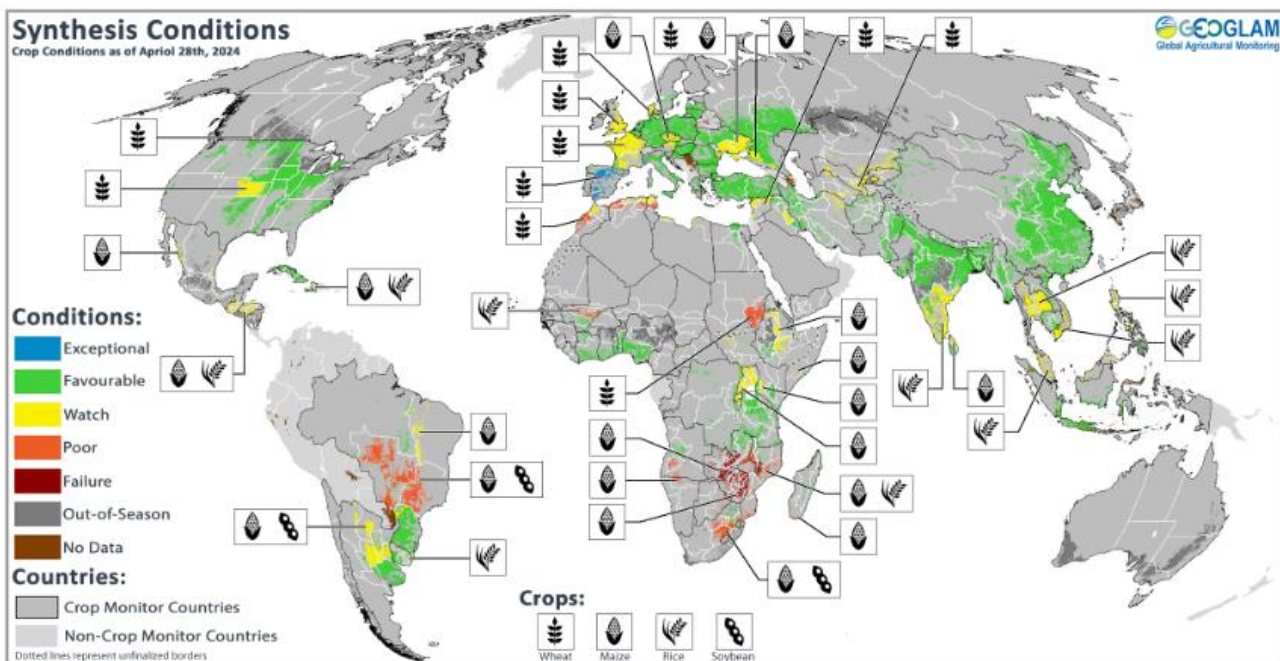 Synthesis Conditions
Crop Conditions as of Apriol 28th, 2024
GEOGLAM
Global Agricultural Monitoring
Conditions:
Exceptional
Favourable
Watch
Poor
Failure
Out-of-Season
No Data
Countries:
Crop Monitor Countries
Non-Crop Monitor Countries
Dotted lines represent unfinalized borders
Crops:
Wheat
Maize
Rice
Soybean